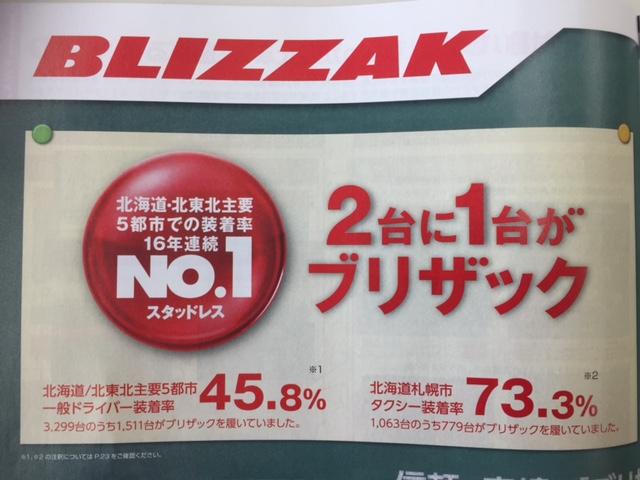 BLIZZAK
北海道・北東北主要
5都市での装着率
16年連続
NO.1
スタッドレス
2台に1台が
ブリザック
北海道/北東北主要5都市
一般ドライバー装着率
45.8%
※1
3,299台のうち1,511台がブリザックを履いていました。
北海道札幌市
タクシー装着率
73.3%
※2
1,063台のうち779台がブリザックを履いていました。
※1,※2 の注釈については P.23 をご確認ください。